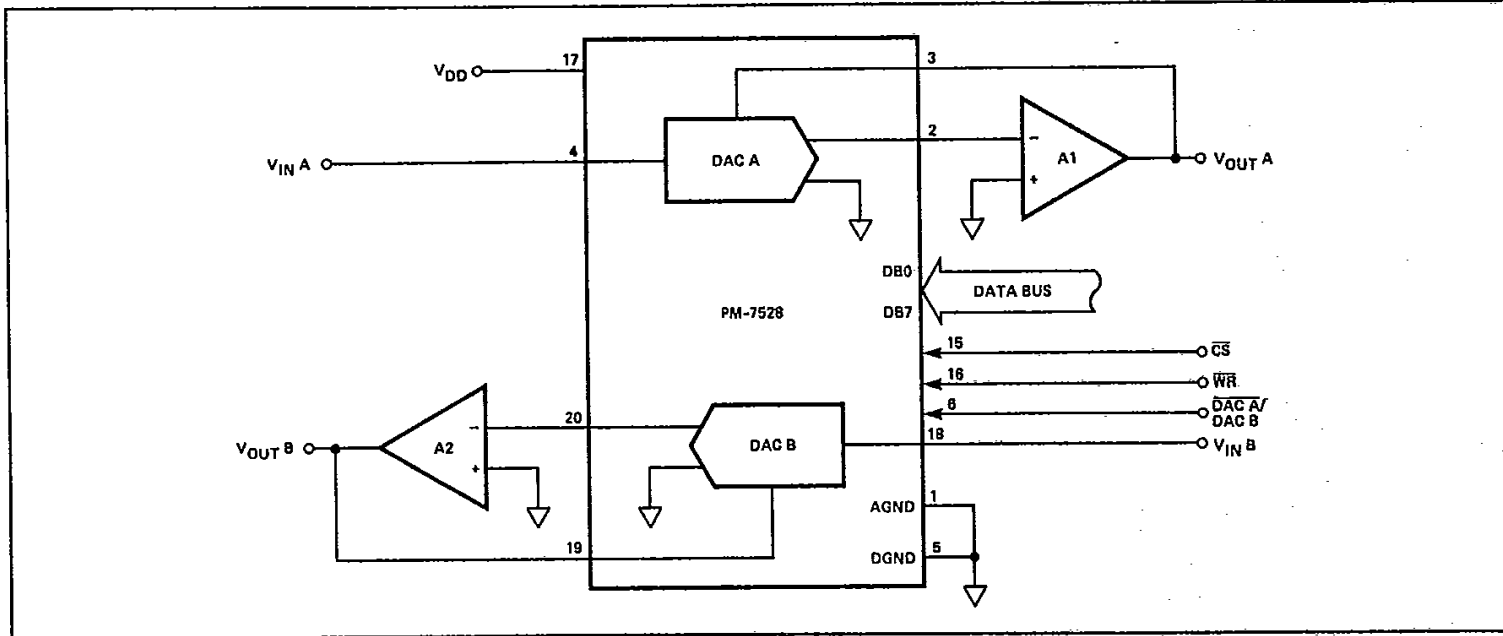 17
V_DD
3
4
V_IN A
DAC A
2
-
+
A1
V_OUT A
DB0
DB7
DATA BUS
PM-7528
15
CS
16
WR
6
DAC A/
DAC B
18
V_IN B
20
-
+
A2
V_OUT B
DAC B
19
AGND
1
DGND
5